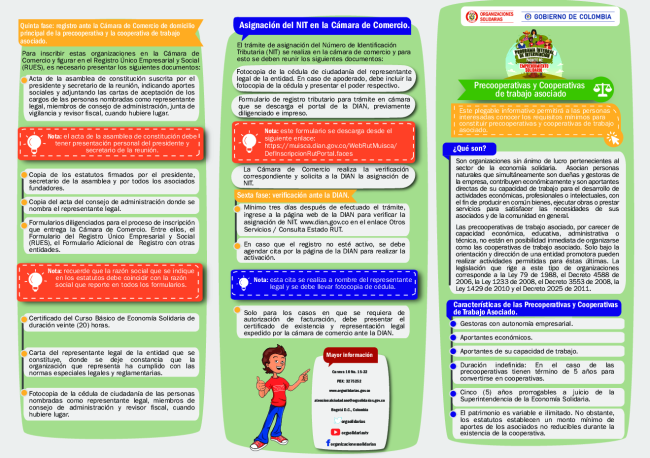 Quinta fase: registro ante la Cámara de Comercio de domicilio
principal de la precooperativa y la cooperativa de trabajo
asociado.
Para inscribir estas organizaciones en la Cámara de
Comercio y figurar en el Registro Único Empresarial y Social
(RUES), es necesario presentar los siguientes documentos:
Acta de la asamblea de constitución suscrita por el
presidente y secretario de la reunión, indicando aportes
sociales y adjuntando las cartas de aceptación de los
cargos de las personas nombradas como representante
legal, miembros de consejo de administración, junta de
vigilancia y revisor fiscal, cuando hubiere lugar.
Nota: el acta de la asamblea de constitución debe
tener presentación personal del presidente y
secretario de la reunión.
Copia de los estatutos firmados por el presidente,
secretario de la asamblea y por todos los asociados
fundadores.
Copia del acta del consejo de administración donde se
nombra el representante legal.
Formularios diligenciados para el proceso de inscripción
que entrega la Cámara de Comercio. Entre ellos, el
Formulario del Registro Único Empresarial y Social
(RUES), el Formulario Adicional de Registro con otras
entidades.
Nota: recuerde que la razón social que se indique
en los estatutos debe coincidir con la razón
social que reporte en todos los formularios.
Certificado del Curso Básico de Economía Solidaria de
duración veinte (20) horas.
Carta del representante legal de la entidad que se
constituye, donde se deje constancia que la
organización que representa ha cumplido con las
normas especiales legales y reglamentarias.
Fotocopia de la cédula de ciudadanía de las personas
nombradas como representante legal, miembros de
consejo de administración y revisor fiscal, cuando
hubiere lugar.
Asignación del NIT en la Cámara de Comercio.
El trámite de asignación del Número de Identificación
Tributaria (NIT) se realiza en la cámara de comercio y para
esto se deben reunir los siguientes documentos:
Fotocopia de la cédula de ciudadanía del representante
legal de la entidad. En caso de apoderado, debe incluir la
fotocopia de la cédula y presentar el poder respectivo.
Formulario de registro tributario para trámite en cámara
que se descarga el portal de la DIAN, previamente
diligenciado e impreso.
Nota: este formulario se descarga desde el
siguiente enlace:
https://muisca.dian.gov.co/WebRutMuisca/
DefInscripcionRutPortal.faces
La Cámara de Comercio realiza la verificación
correspondiente y solicita a la DIAN la asignación de
NIT.
Sexta fase: verificación ante la DIAN.
Mínimo tres días después de efectuado el trámite,
ingrese a la página web de la DIAN para verificar la
asignación de NIT, www.dian.gov.co en el enlace Otros
Servicios / Consulta Estado RUT.
En caso que el registro no esté activo, se debe
agendar cita por la página de la DIAN para realizar la
activación.
Nota: esta cita se realiza a nombre del representante
legal y se debe llevar fotocopia de cédula.
Solo para los casos en que se requiera de
autorización de facturación, debe presentar el
certificado de existencia y representación legal
expedido por la cámara de comercio ante la DIAN.
Mayor información
Carrera 10 No. 15-22
PBX: 3275252
www.orgsolidarias.gov.co
Bogotá D.C., Colombia
orgsolidarias
orgsolidariastv
organizacionessolidarias
ORGANIZACIONES
SOLIDARIAS
GOBIERNO DE COLOMBIA
Precooperativas y Cooperativas
de trabajo asociado
Este plegable informativo permitirá a las personas
interesadas conocer los requisitos mínimos para
constituir precooperativas y cooperativas de trabajo
asociado.
¿Qué son?
Son organizaciones sin ánimo de lucro pertenecientes al
sector de la economía solidaria. Asocian personas
naturales que simultáneamente son dueñas y gestoras de
la empresa, contribuyen económicamente y son aportantes
directas de su capacidad de trabajo para el desarrollo de
actividades económicas, profesionales o intelectuales, con
el fin de producir en común bienes, ejecutar obras o prestar
servicios para satisfacer las necesidades de sus
asociados y de la comunidad en general.
Las precooperativas de trabajo asociado, por carecer de
capacidad económica, educativa, administrativa o
técnica, no están en posibilidad inmediata de organizarse
como las cooperativas de trabajo asociado. Solo bajo la
orientación y dirección de una entidad promotora pueden
realizar actividades permitidas para éstas últimas. La
legislación que rige a este tipo de organizaciones
corresponde a la Ley 79 de 1988, el Decreto 4588 de
2006, la Ley 1233 de 2008, el Decreto 3553 de 2008, la
Ley 1429 de 2010 y el Decreto 2025 de 2011.
Características de las Precoperativas y Cooperativas
de Trabajo Asociado.
Gestoras con autonomía empresarial.
Aportantes económicos.
Aportantes de su capacidad de trabajo.
Duración indefinida: En el caso de las
precooperativas tienen término de 5 años para
convertirse en cooperativas.
Cinco (5) años prorrogables a juicio de la
Superintendencia de la Economía Solidaria.
El patrimonio es variable e ilimitado. No obstante,
los estatutos establecen un monto mínimo de
aportes de los asociados no reducibles durante la
existencia de la cooperativa.